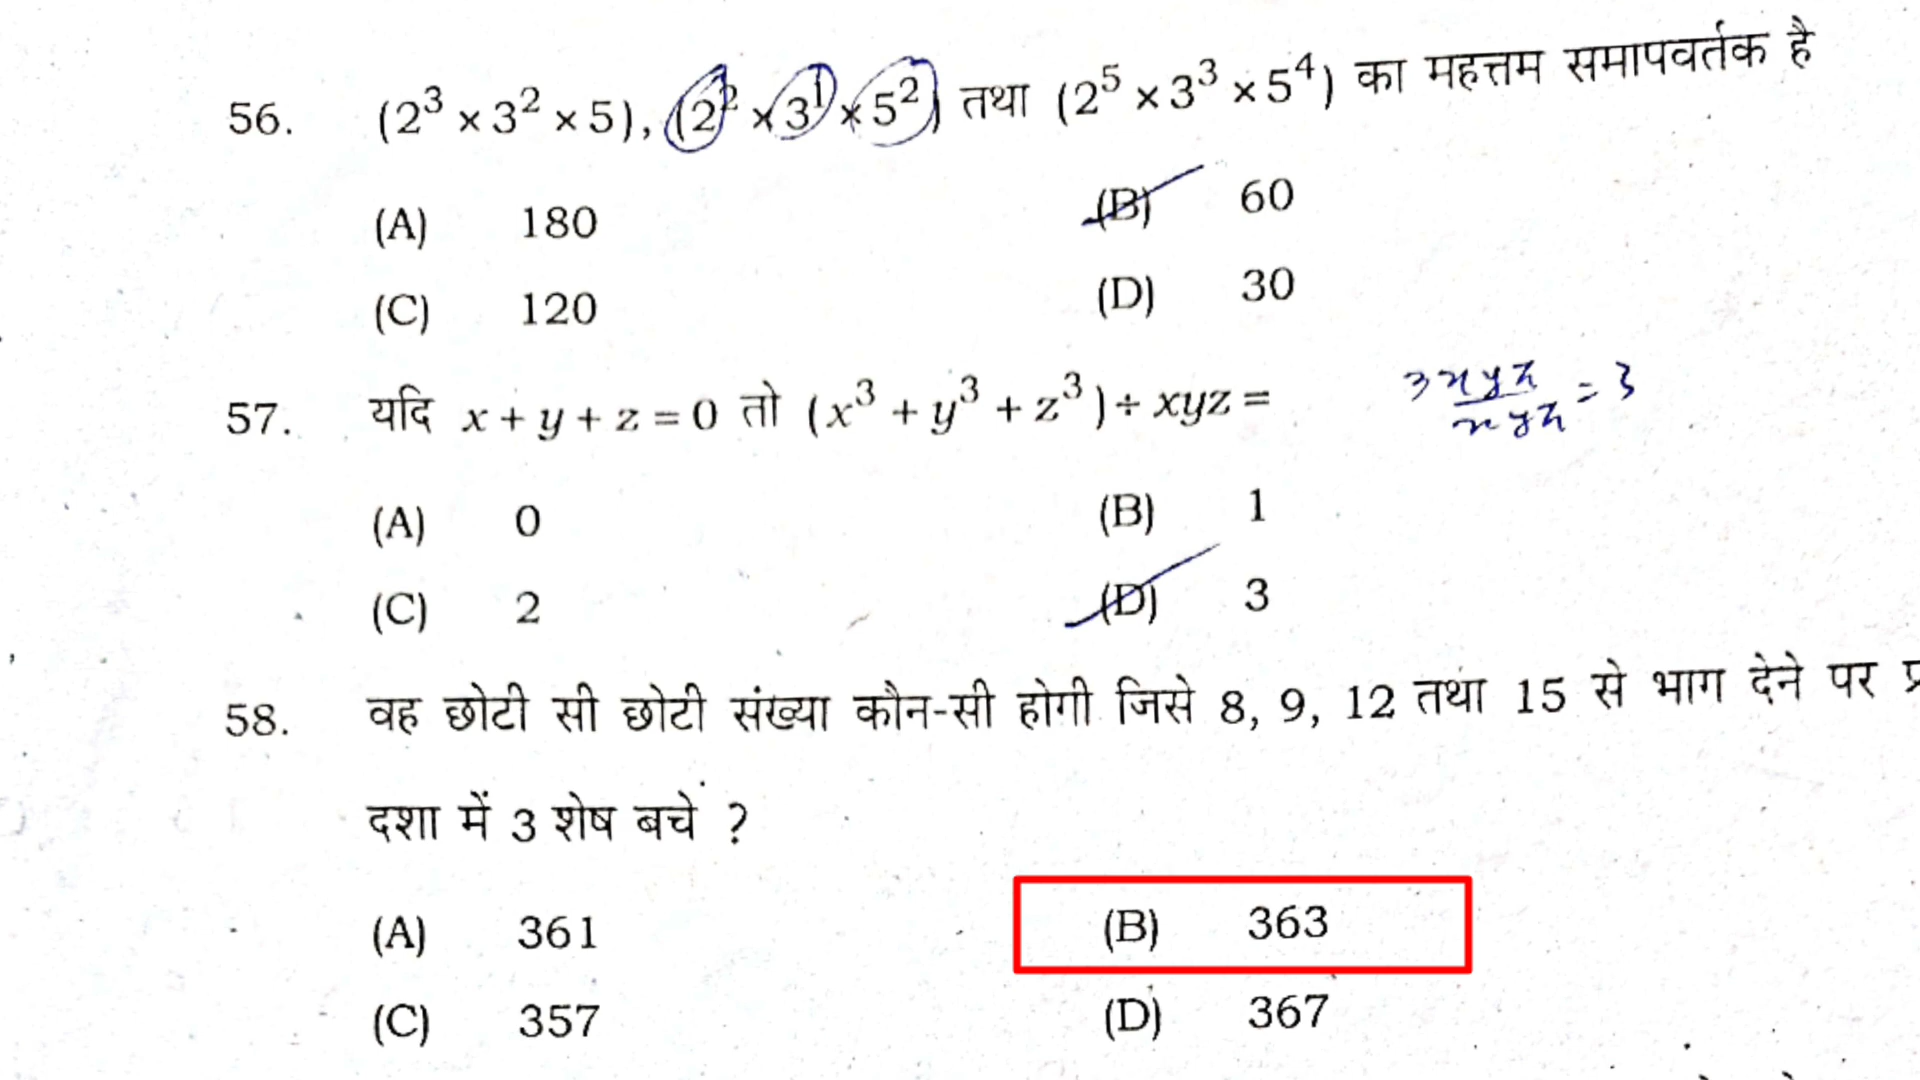 56. (2³ × 3² × 5), (2² × 3¹ × 5²) तथा (2⁵ × 3³ × 5⁴) का महत्तम समापवर्तक है
(A) 180 (B) 60
(C) 120 (D) 30
57. यदि x + y + z = 0 तो (x³ + y³ + z³) ÷ xyz = 3xyz/xyz = 3
(A) 0 (B) 1
(C) 2 (D) 3
58. वह छोटी सी छोटी संख्या कौन-सी होगी जिसे 8, 9, 12 तथा 15 से भाग देने पर
दशा में 3 शेष बचें ?
(A) 361 (B) 363
(C) 357 (D) 367